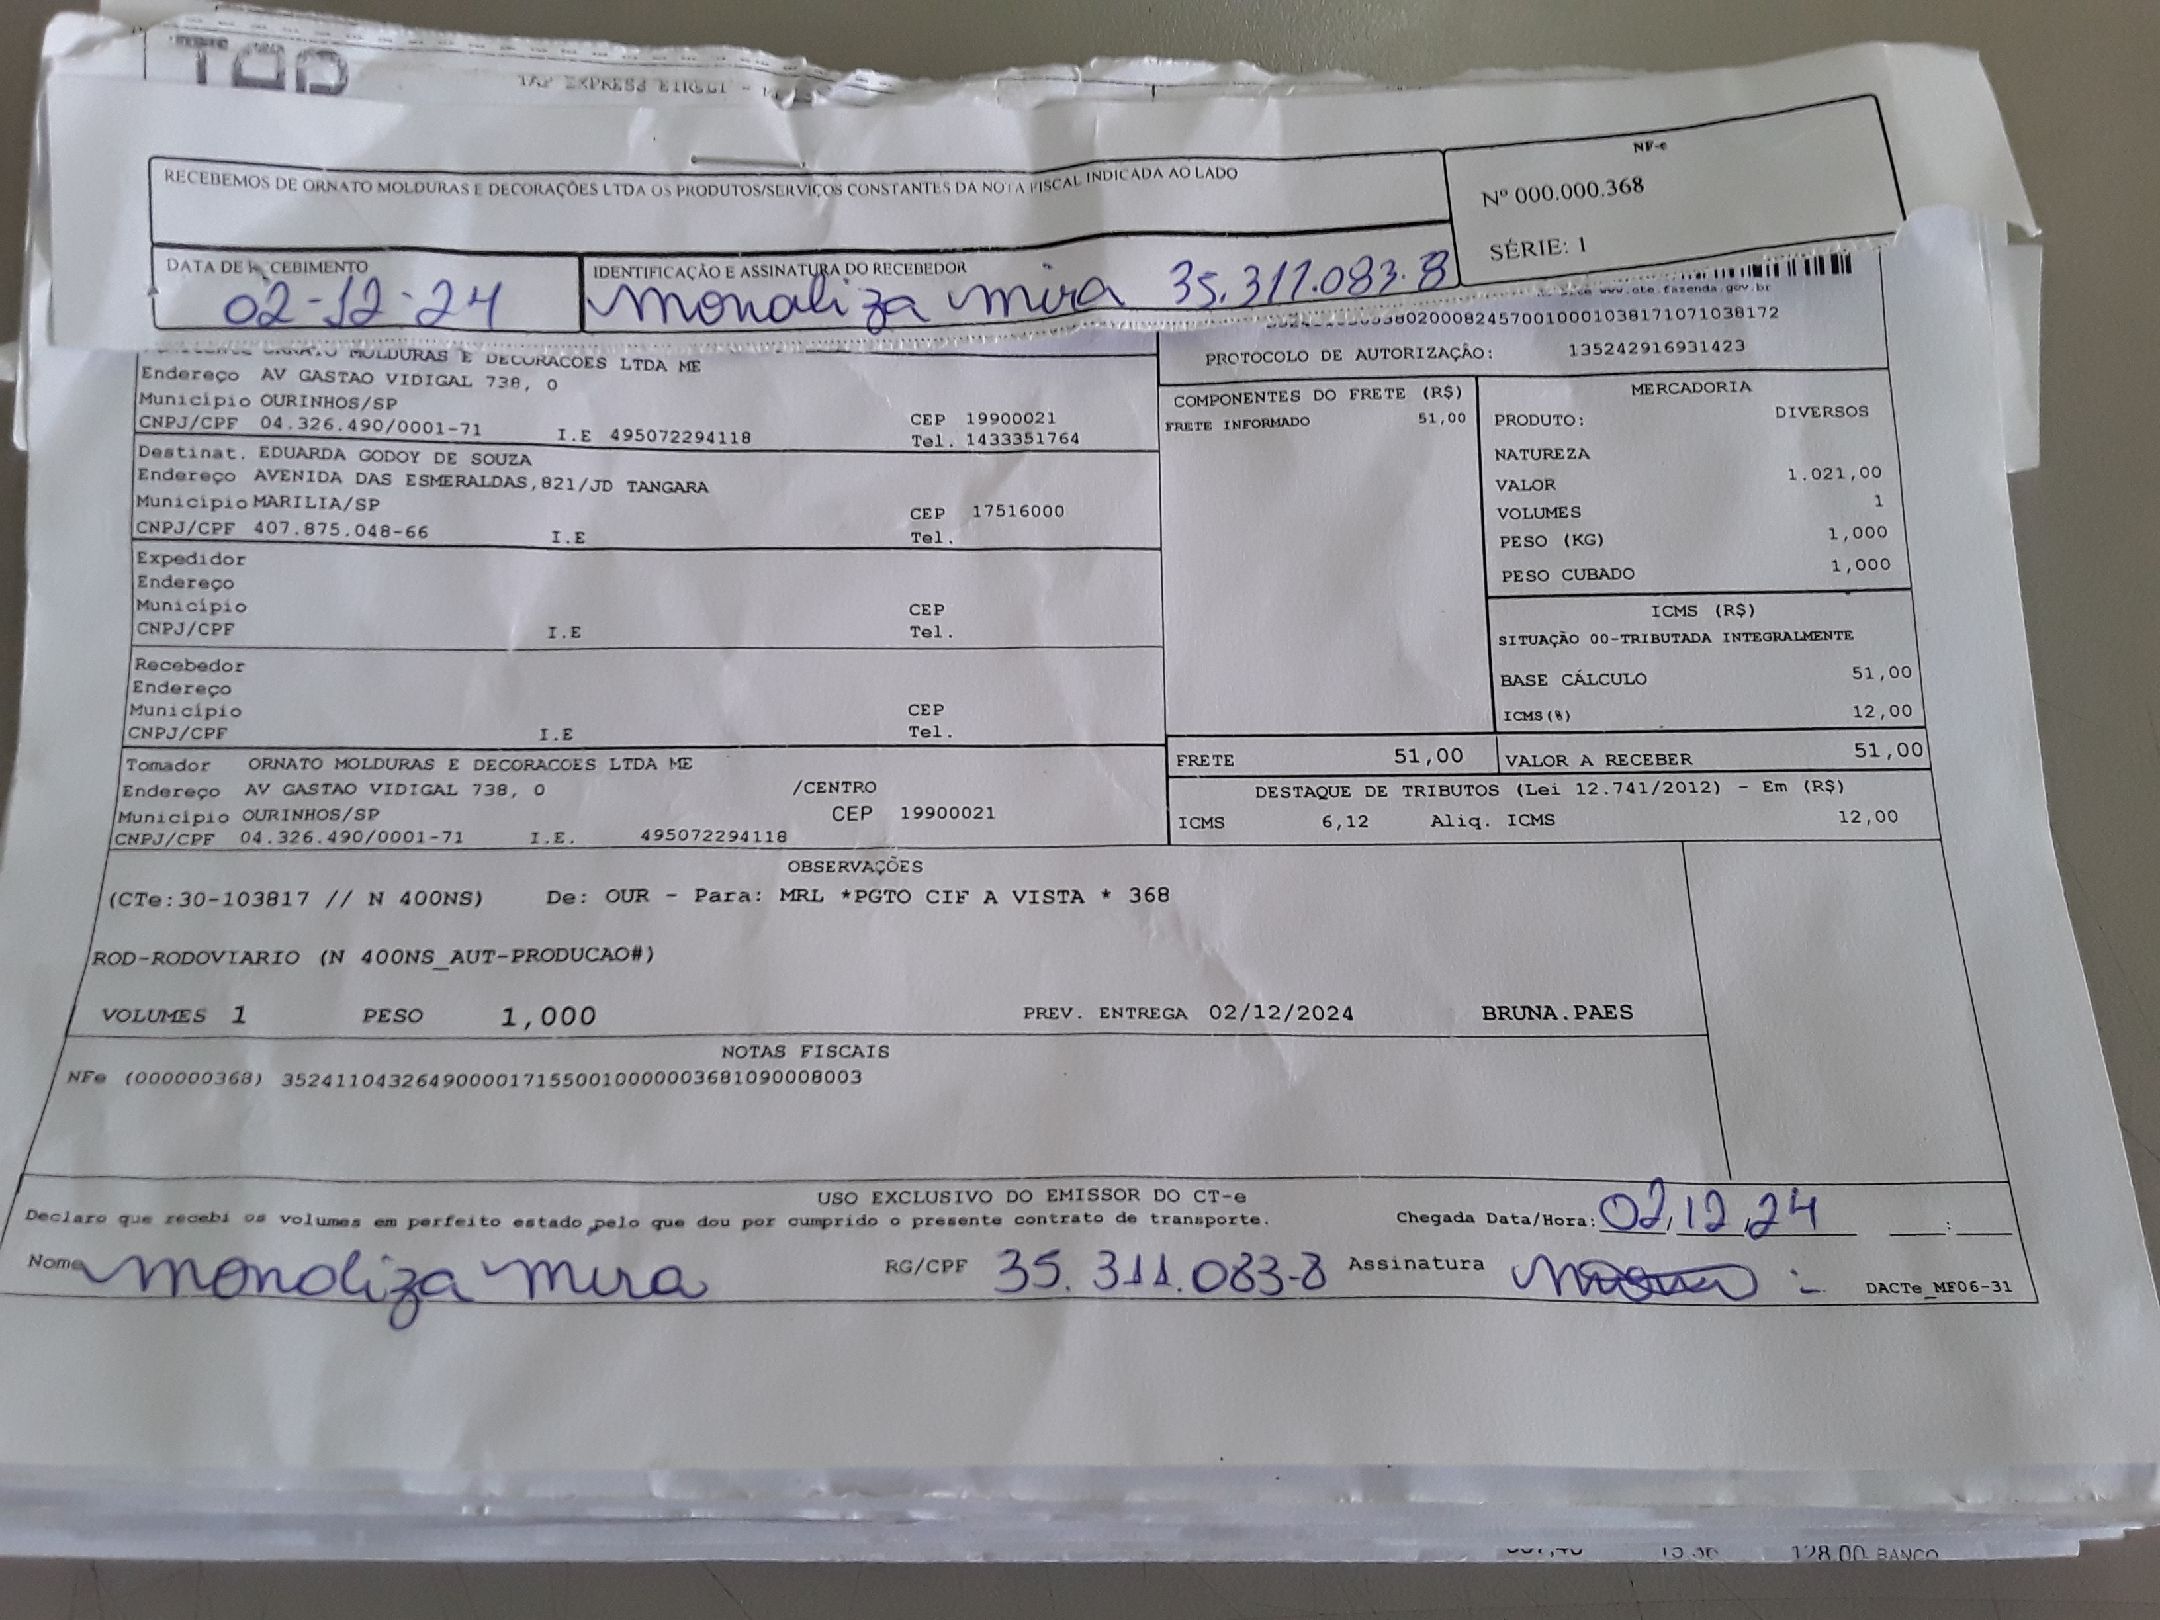 RECEBEMOS DE ORNATO MOLDURAS E DECORAÇÕES LTDA OS PRODUTOS/SERVIÇOS CONSTANTES DA NOTA FISCAL INDICADA AO LADO
NF-e
Nº 000.000.368
SÉRIE: 1
DATA DE RECEBIMENTO
02-12-24
IDENTIFICAÇÃO E ASSINATURA DO RECEBEDOR
Monaliza Mira 35.311.083-8
www.cte.fazenda.gov.br
PROTOCOLO DE AUTORIZAÇÃO: 135242916931423
ORNATO MOLDURAS E DECORACOES LTDA ME
Endereço AV GASTAO VIDIGAL 738, 0
Município OURINHOS/SP CEP 19900021
CNPJ/CPF 04.326.490/0001-71 I.E 495072294118 Tel. 1433351764
Destinat. EDUARDA GODOY DE SOUZA
Endereço AVENIDA DAS ESMERALDAS,821/JD TANGARA
Município MARILIA/SP CEP 17516000
CNPJ/CPF 407.875.048-66 I.E Tel.
Expedidor
Endereço
Município CEP
CNPJ/CPF I.E Tel.
Recebedor
Endereço
Município CEP
CNPJ/CPF I.E Tel.
Tomador ORNATO MOLDURAS E DECORACOES LTDA ME
Endereço AV GASTAO VIDIGAL 738, 0 /CENTRO
Município OURINHOS/SP CEP 19900021
CNPJ/CPF 04.326.490/0001-71 I.E. 495072294118
COMPONENTES DO FRETE (R$)
FRETE INFORMADO 51,00
MERCADORIA
PRODUTO: DIVERSOS
NATUREZA
VALOR 1.021,00
VOLUMES 1
PESO (KG) 1,000
PESO CUBADO 1,000
ICMS (R$)
SITUAÇÃO 00-TRIBUTADA INTEGRALMENTE
BASE CÁLCULO 51,00
ICMS(%) 12,00
FRETE 51,00 VALOR A RECEBER 51,00
DESTAQUE DE TRIBUTOS (Lei 12.741/2012) - Em (R$)
ICMS 6,12 Aliq. ICMS 12,00
OBSERVAÇÕES
(CTe:30-103817 // N 400NS) De: OUR - Para: MRL *PGTO CIF A VISTA * 368
ROD-RODOVIARIO (N 400NS_AUT-PRODUCAO#)
VOLUMES 1 PESO 1,000 PREV. ENTREGA 02/12/2024 BRUNA.PAES
NOTAS FISCAIS
NFe (000000368) 35241104326490000171550010000003681090008003
USO EXCLUSIVO DO EMISSOR DO CT-e
Declaro que recebi os volumes em perfeito estado pelo que dou por cumprido o presente contrato de transporte.
Chegada Data/Hora: 02,12,24 :
Nome Monaliza Mira RG/CPF 35.311.083-8 Assinatura
DACTe_MF06-31
128,00 BANCO